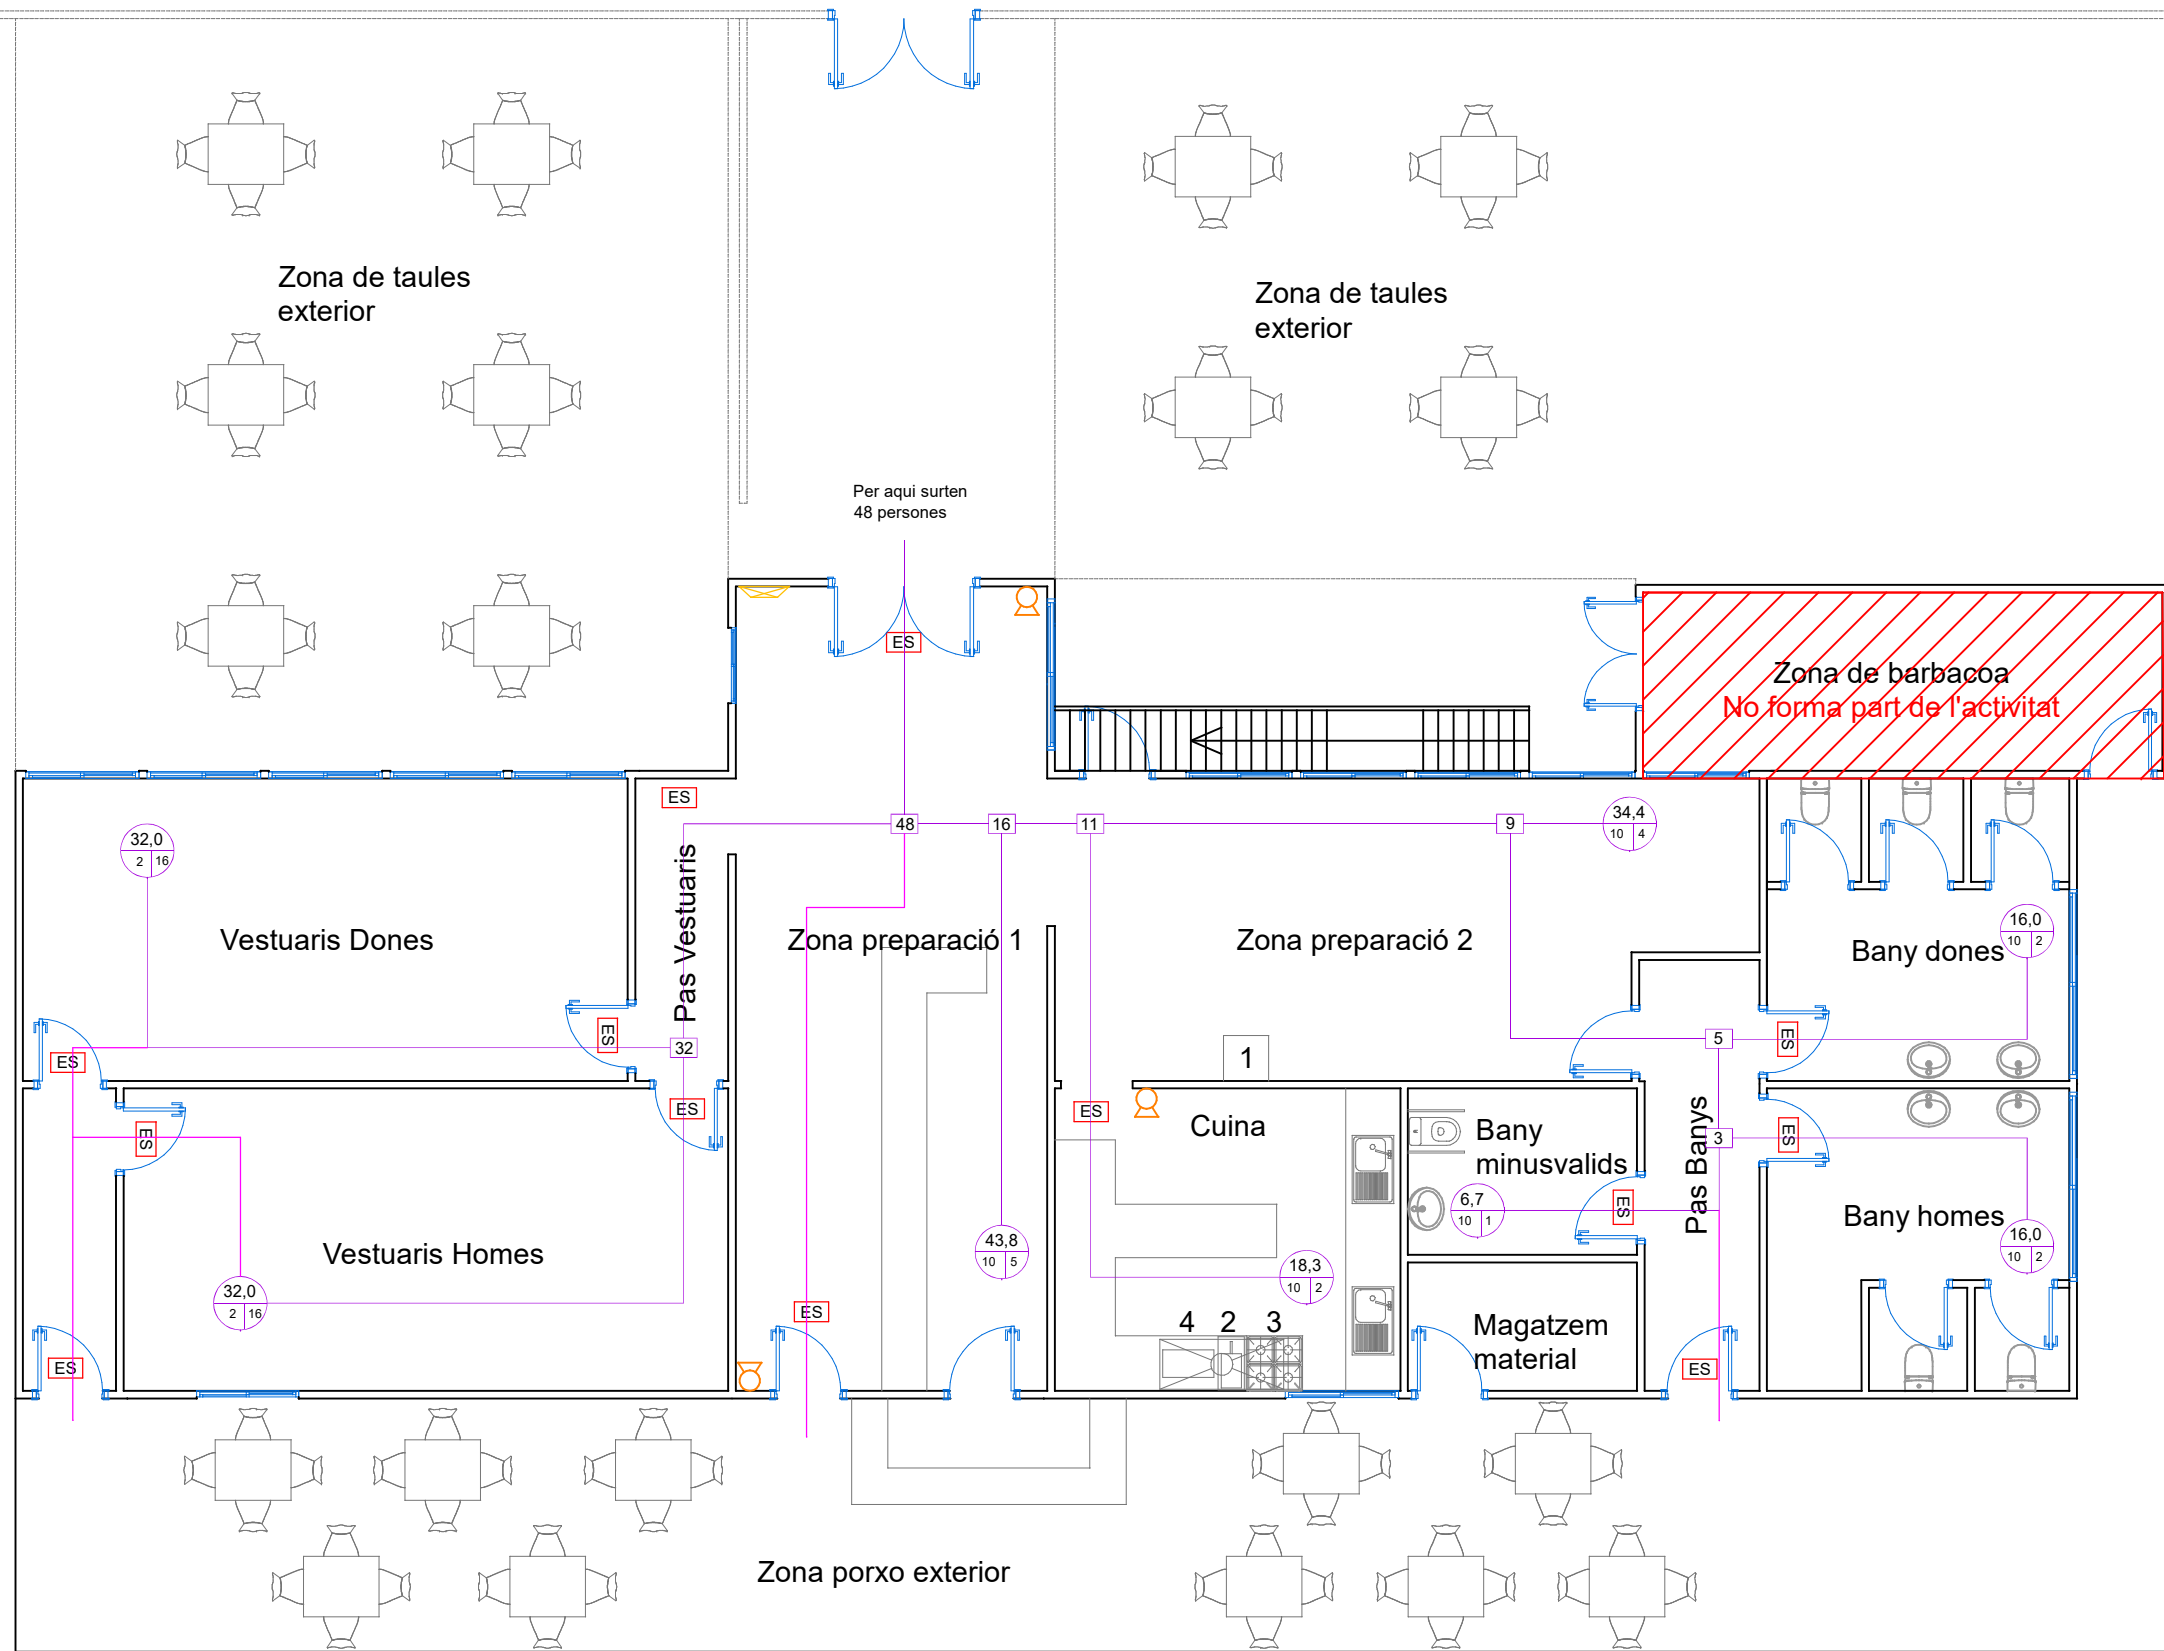 Zona de taules
exterior
Zona de taules
exterior
Per aqui surten
48 persones
ES
Zona de barbacoa
No forma part de l'activitat
ES
32,0
2 16
48
16
11
9
34,4
10 4
Pas Vestuaris
Vestuaris Dones
Zona preparació 1
Zona preparació 2
16,0
10 2
Bany dones
ES
ES
32
1
5
ES
ES
ES
ES
Cuina
Bany
minusvalids
Pas Banys
3
ES
6,7
10 1
ES
Vestuaris Homes
43,8
10 5
Bany homes
16,0
10 2
18,3
10 2
32,0
2 16
ES
4 2 3
Magatzem
material
ES
ES
Zona porxo exterior